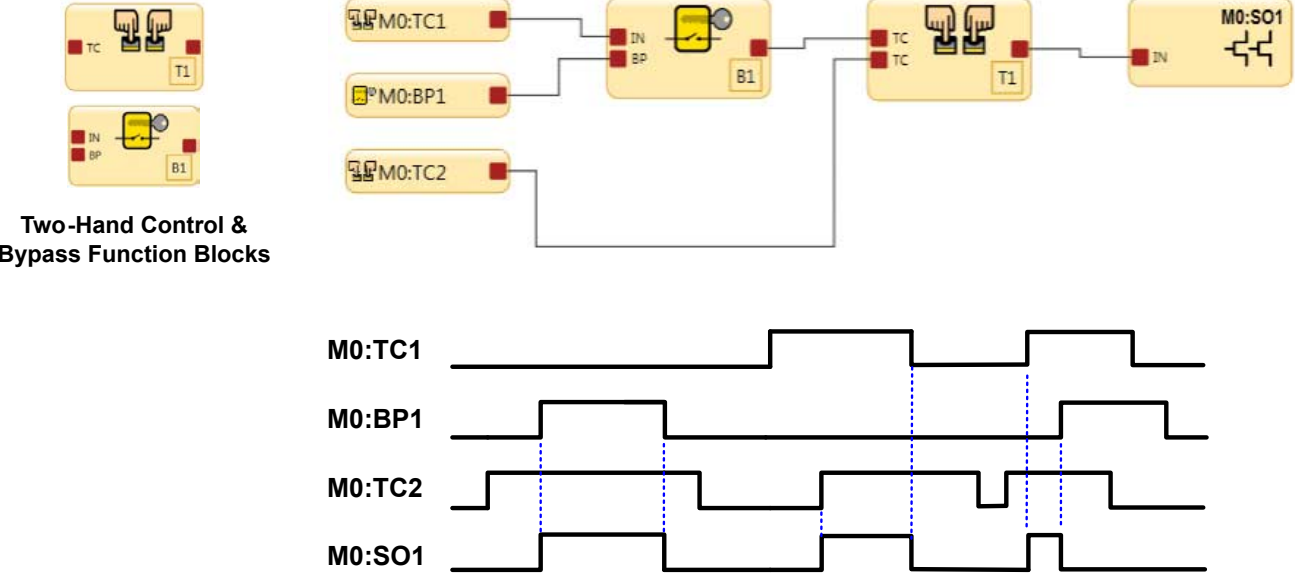 TC
T1
IN
BP
B1
Two-Hand Control &
Bypass Function Blocks
M0:TC1
M0:BP1
M0:TC2
IN
BP
B1
TC
TC
T1
M0:SO1
IN
M0:TC1
M0:BP1
M0:TC2
M0:SO1